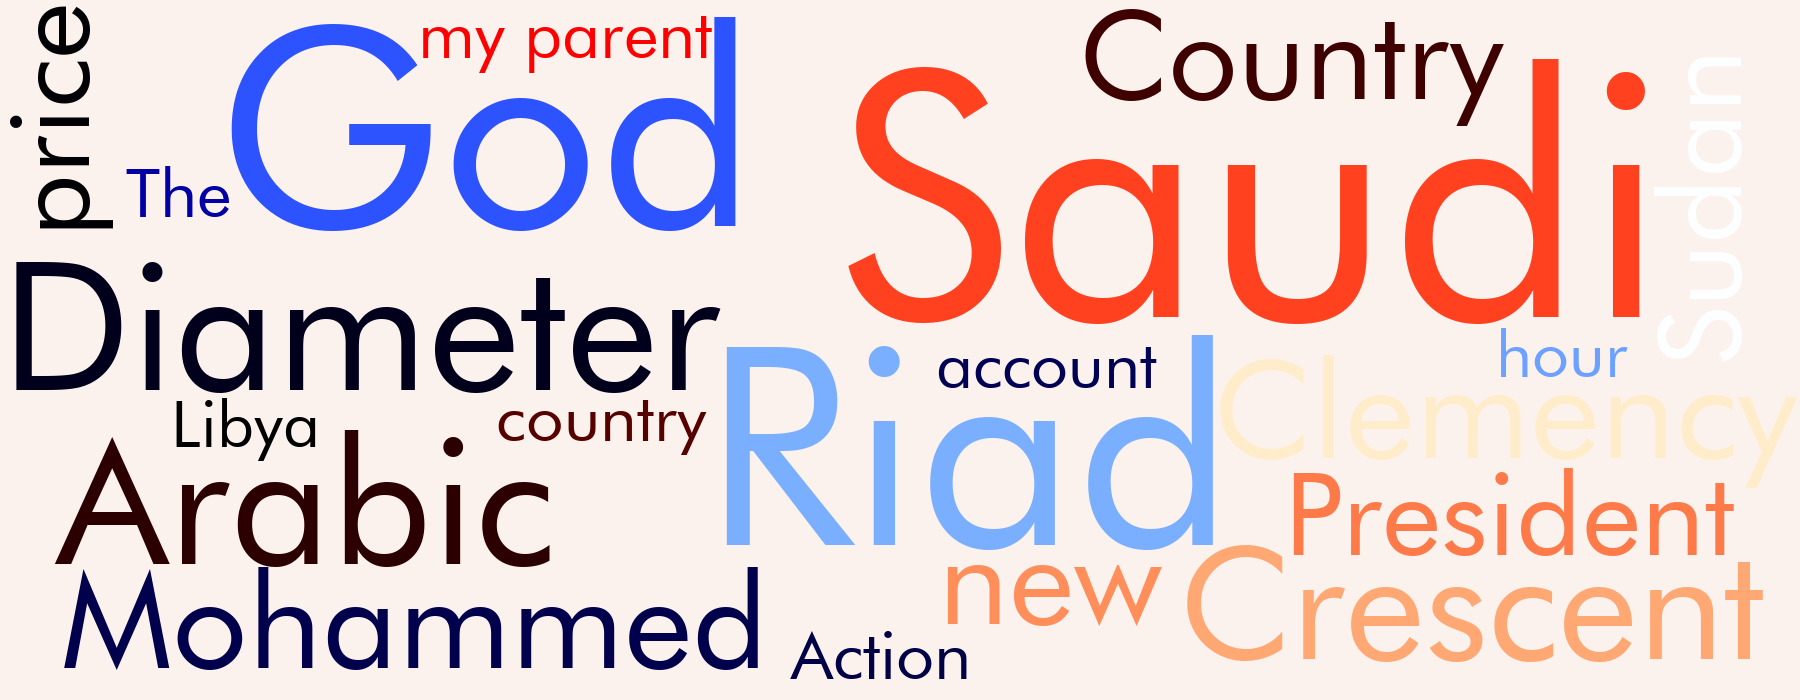 price
my parent
God
The
Country
Saudi
Sudan
Diameter
Riad
account
hour
Clemency
Libya
country
Arabic
President
new
Crescent
Mohammed
Action